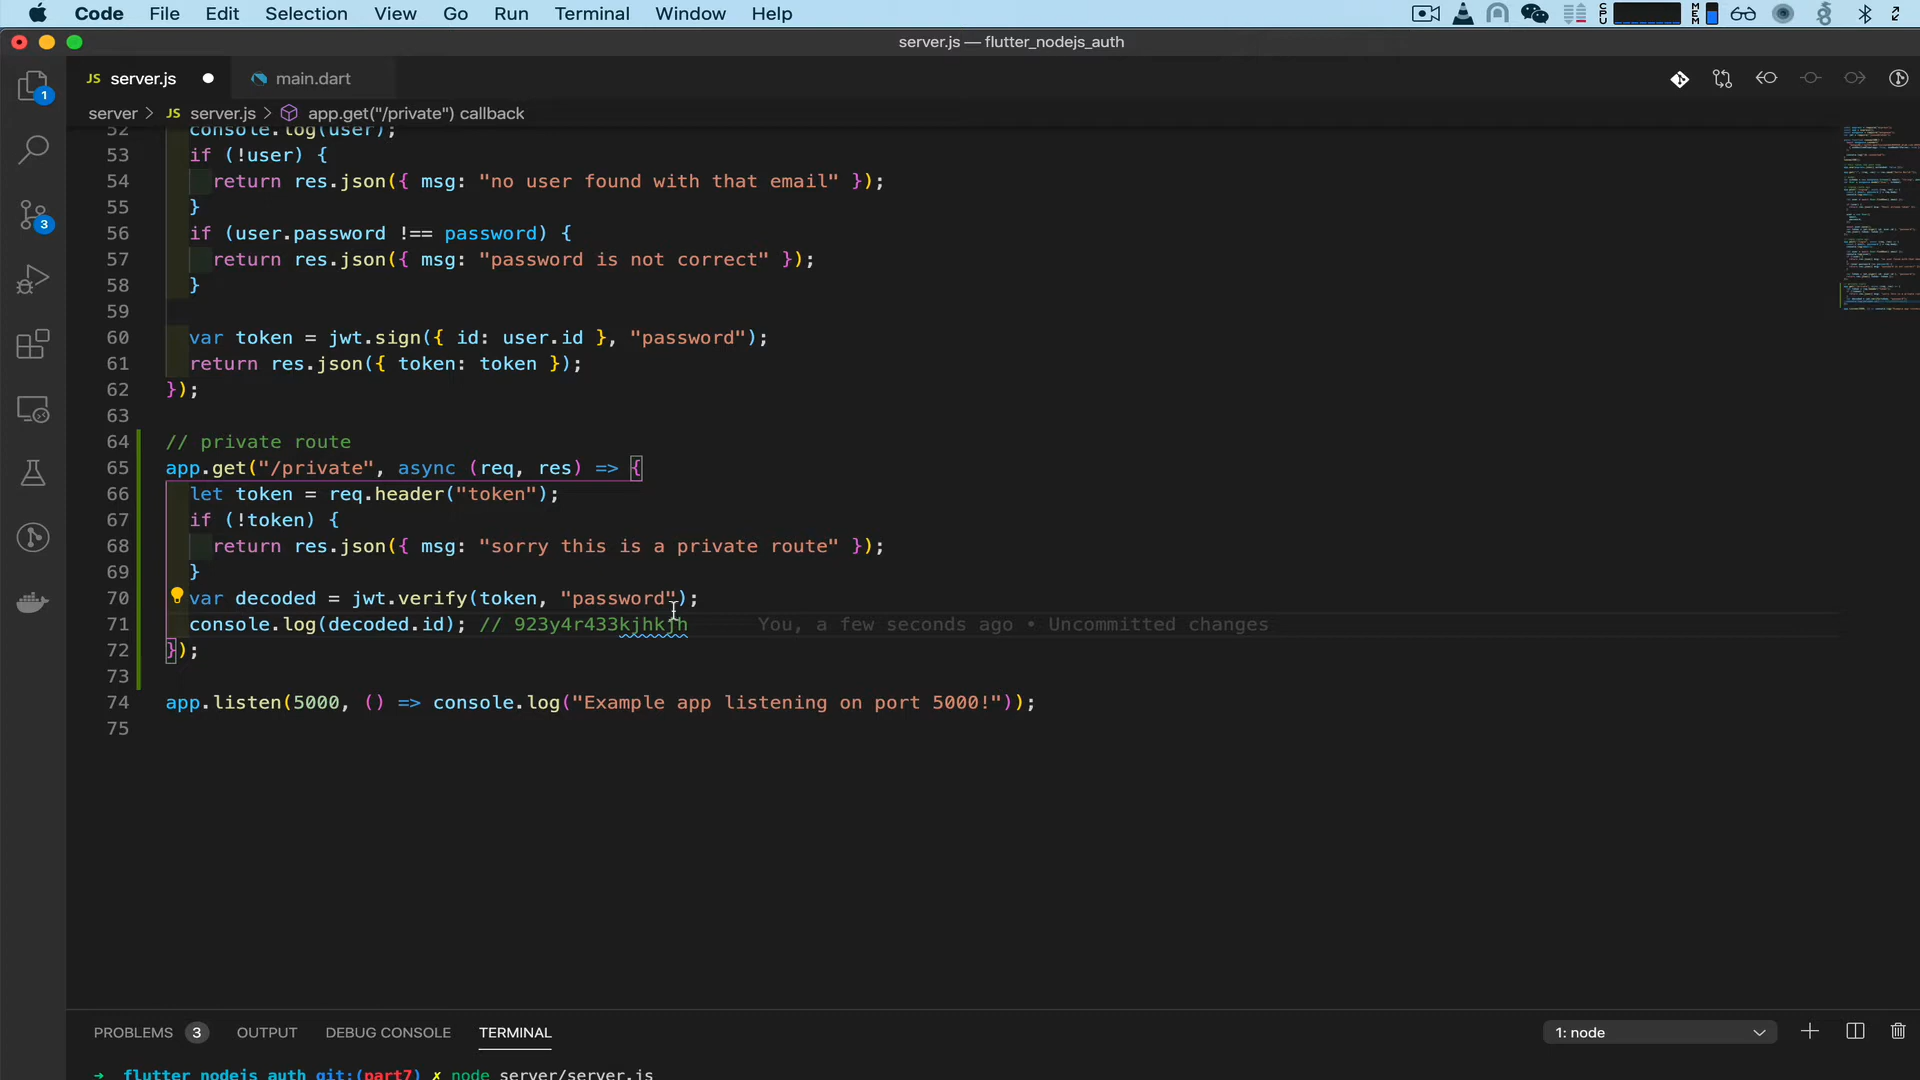 Code File Edit Selection View Go Run Terminal Window Help
server.js — flutter_nodejs_auth
JS server.js main.dart
server > JS server.js > app.get("/private") callback
52 console.log(user);
53 if (!user) {
54 return res.json({ msg: "no user found with that email" });
55 }
56 if (user.password !== password) {
57 return res.json({ msg: "password is not correct" });
58 }
59
60 var token = jwt.sign({ id: user.id }, "password");
61 return res.json({ token: token });
62 });
63
64 // private route
65 app.get("/private", async (req, res) => {
66 let token = req.header("token");
67 if (!token) {
68 return res.json({ msg: "sorry this is a private route" });
69 }
70 var decoded = jwt.verify(token, "password");
71 console.log(decoded.id); // 923y4r433kjhkjh You, a few seconds ago • Uncommitted changes
72 });
73
74 app.listen(5000, () => console.log("Example app listening on port 5000!"));
75
1
3
PROBLEMS 3 OUTPUT DEBUG CONSOLE TERMINAL 1: node
→ flutter_nodejs_auth git:(part7) ✗ node server/server.js